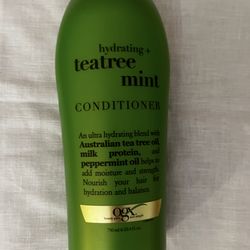 hydrating +
teatree
mint
CONDITIONER
An ultra hydrating blend with
Australian tea tree oil,
milk protein, and
peppermint oil helps to
add moisture and strength.
Nourish your hair for
hydration and balance.
ogx